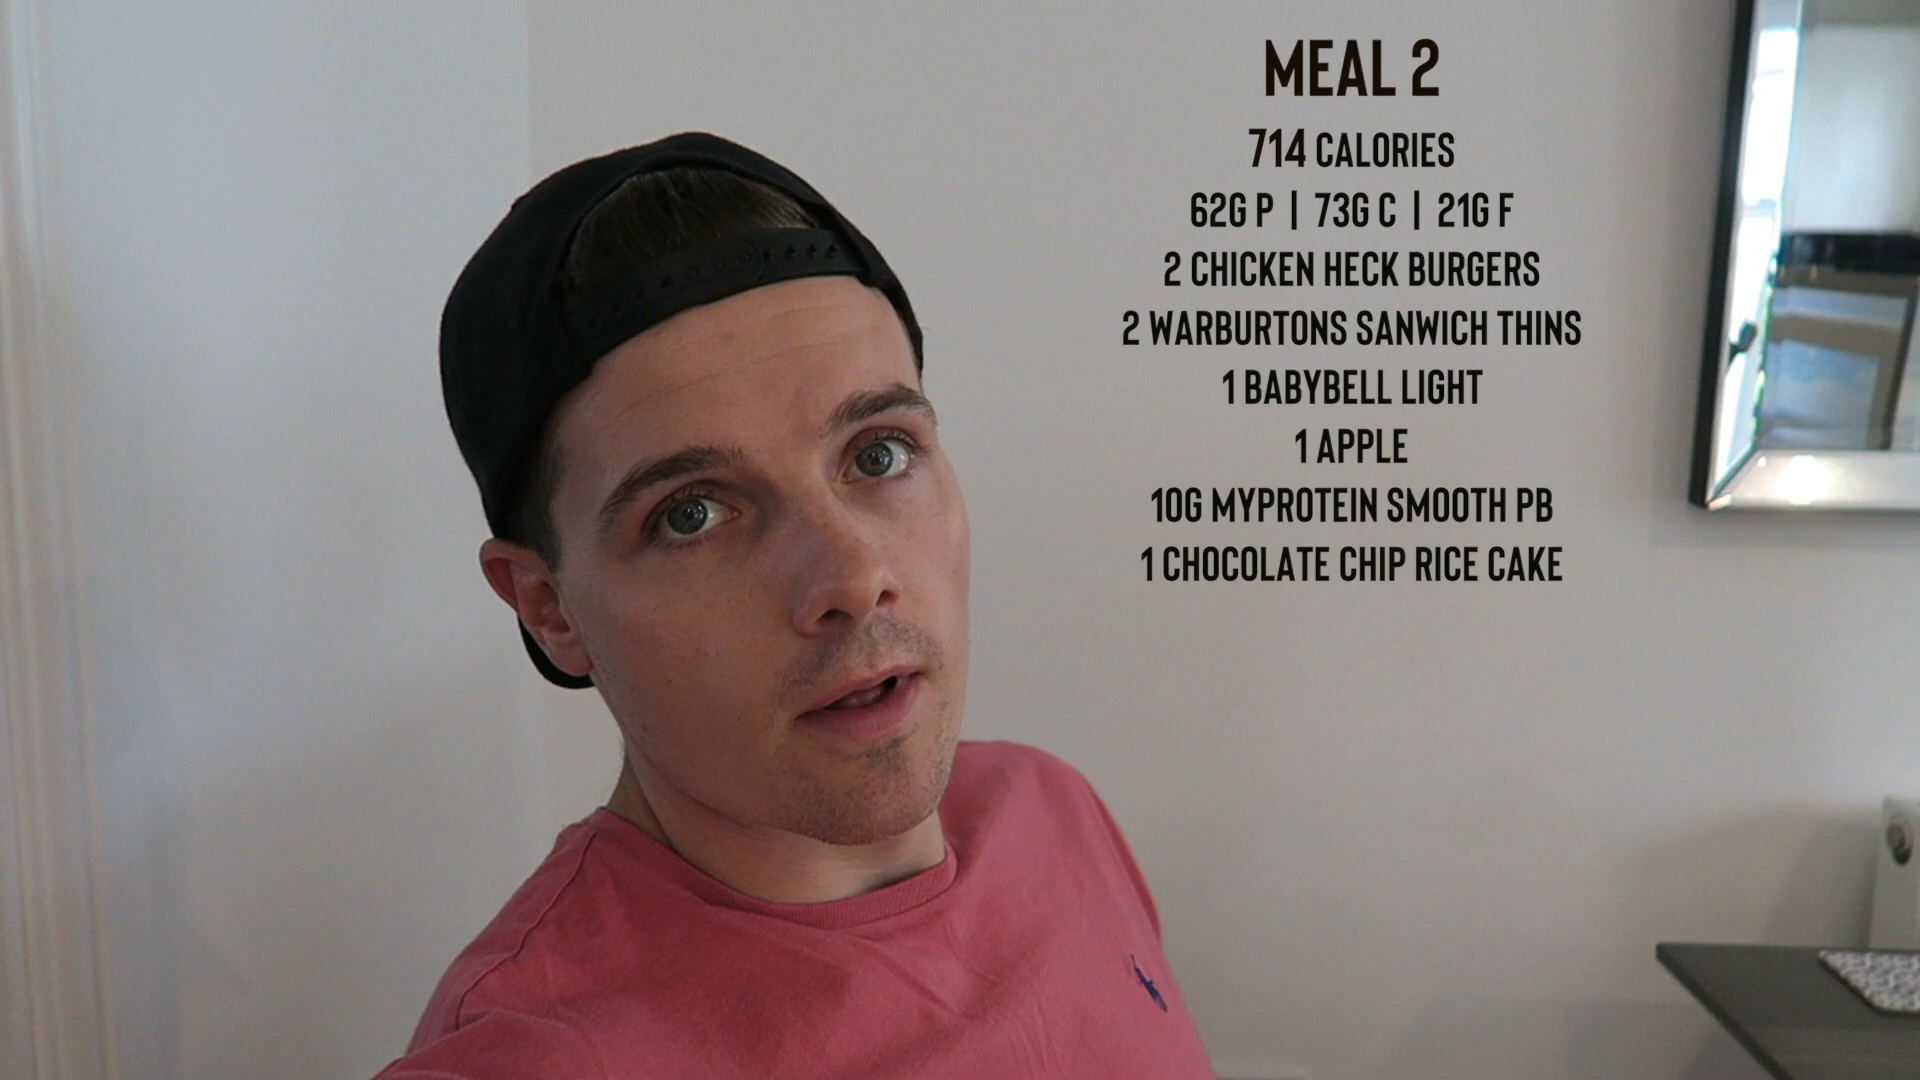 MEAL 2
714 CALORIES
62G P | 73G C | 21G F
2 CHICKEN HECK BURGERS
2 WARBURTONS SANWICH THINS
1 BABYBELL LIGHT
1 APPLE
10G MYPROTEIN SMOOTH PB
1 CHOCOLATE CHIP RICE CAKE